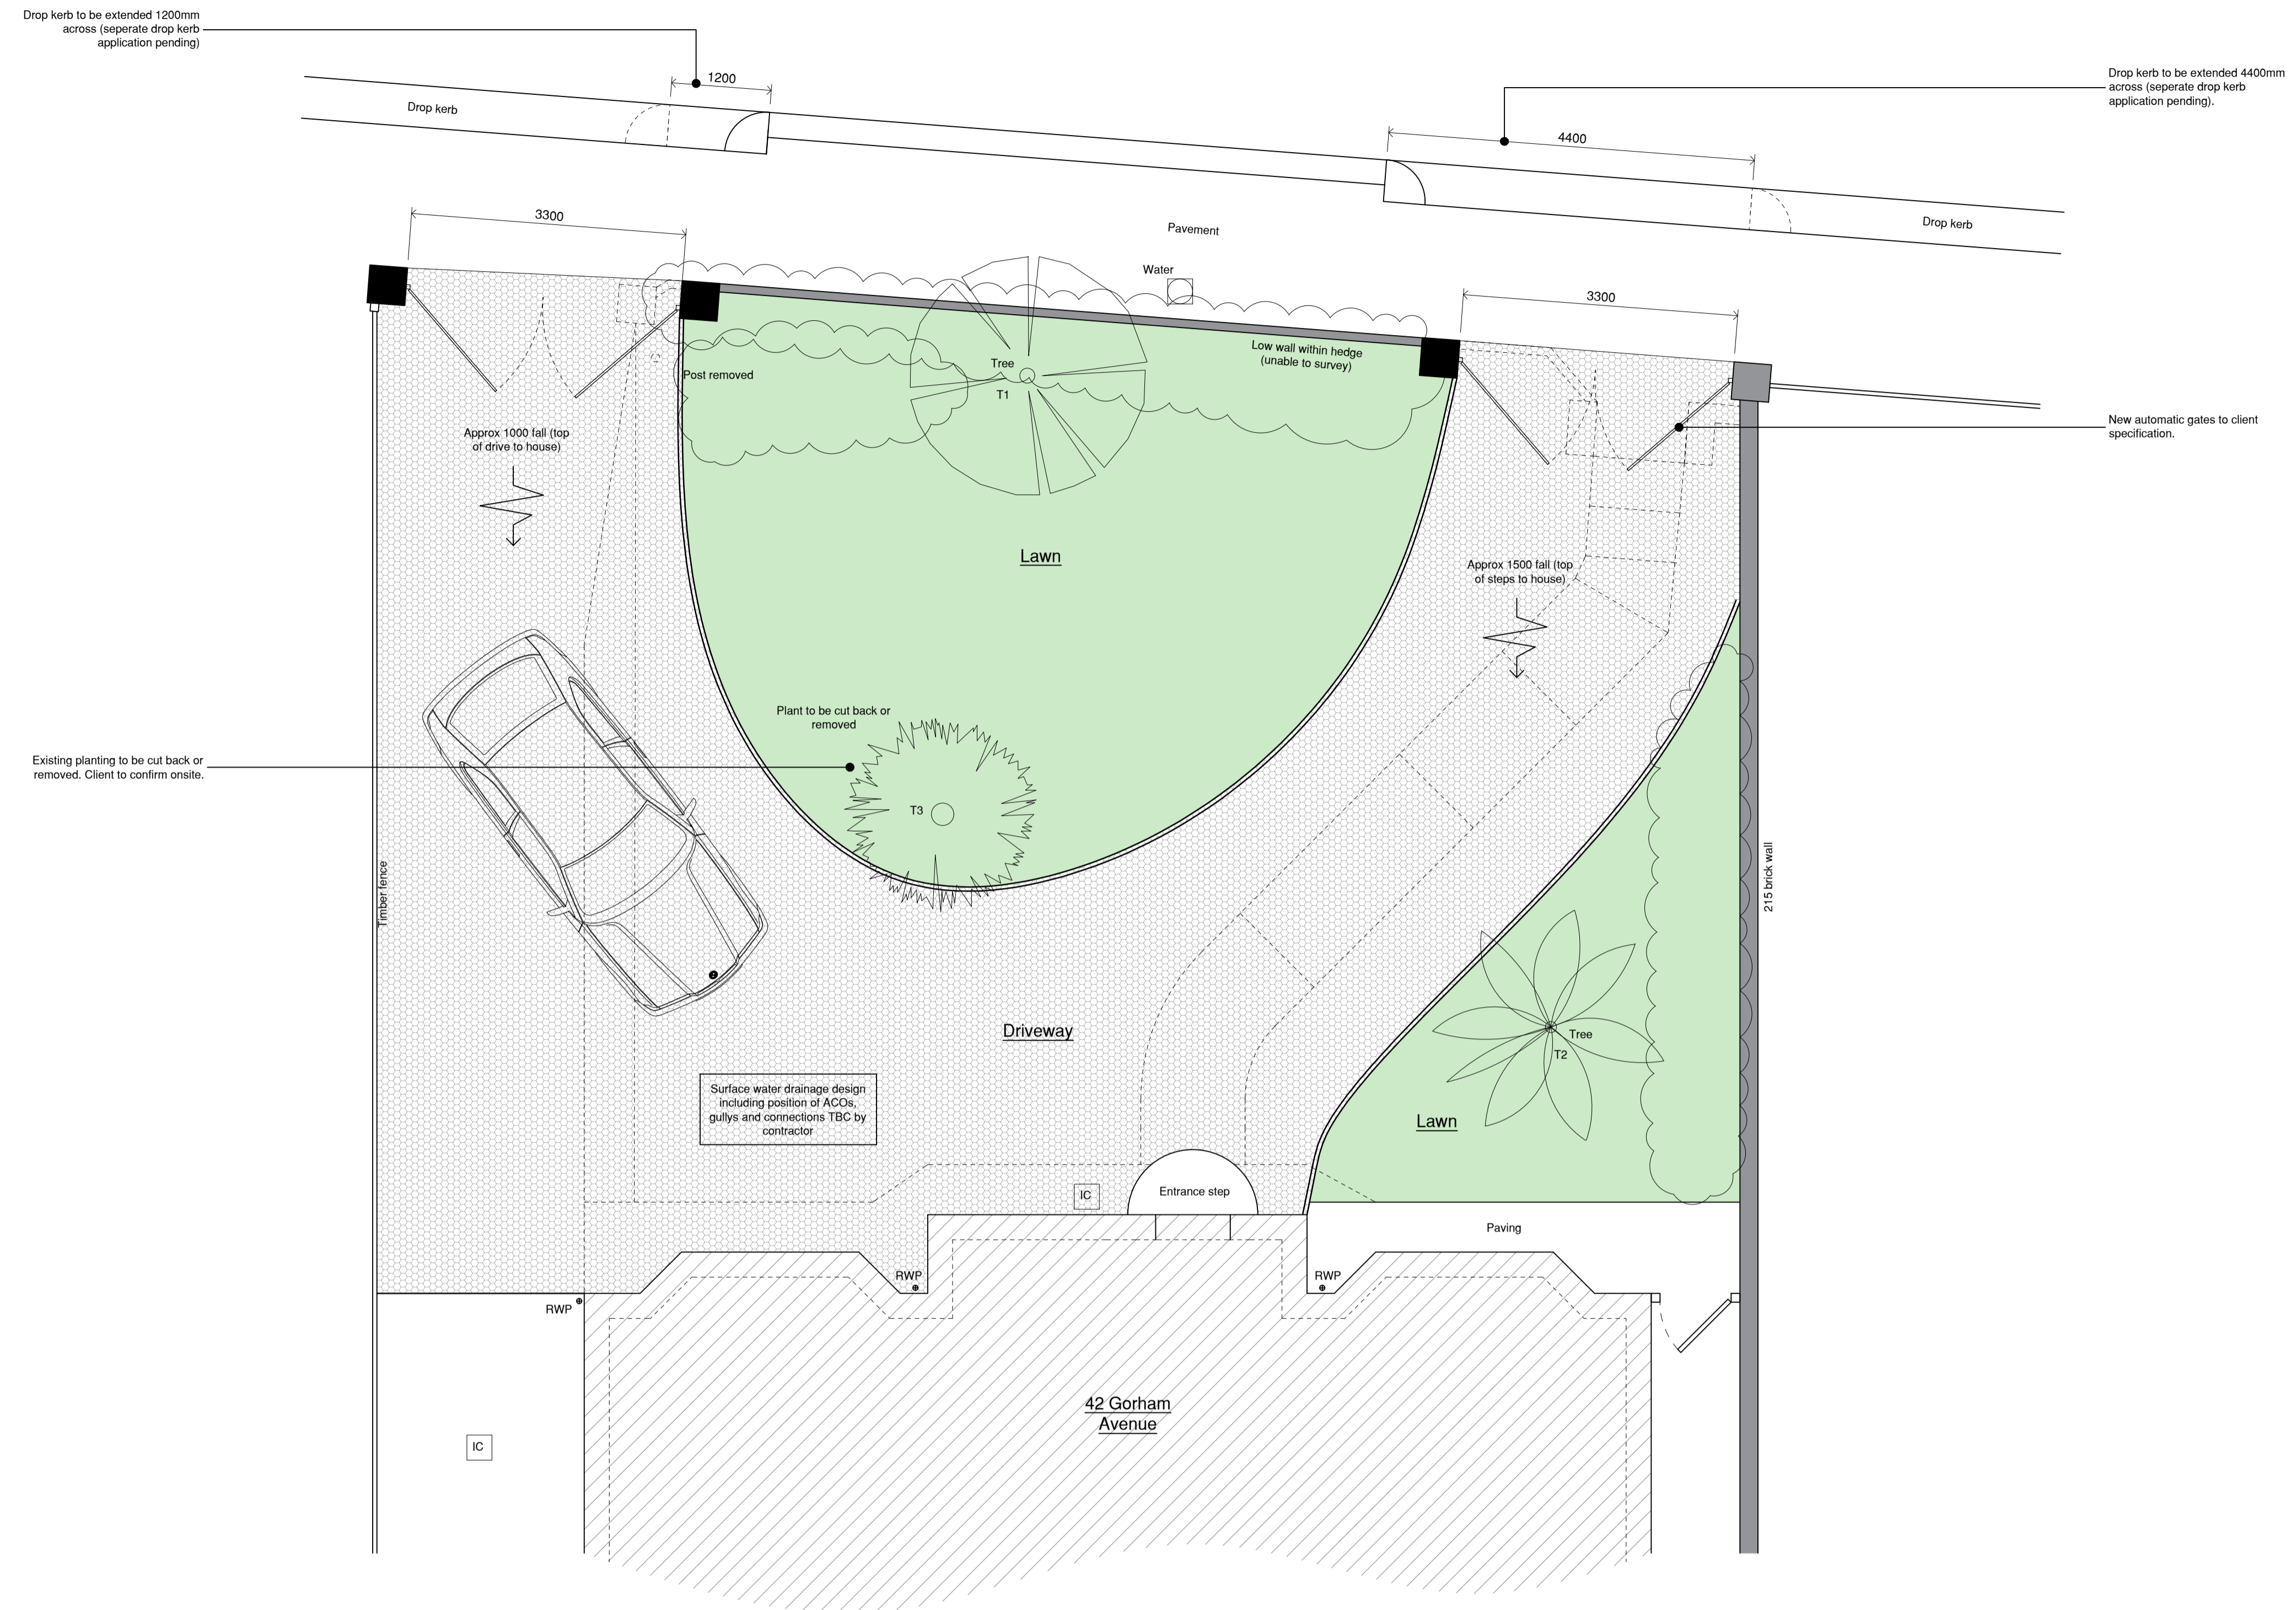 Drop kerb to be extended 1200mm
across (seperate drop kerb
application pending)
1200
Drop kerb
Drop kerb to be extended 4400mm
across (seperate drop kerb
application pending).
4400
Drop kerb
3300
Pavement
Water
3300
Low wall within hedge
(unable to survey)
Tree
T1
Post removed
New automatic gates to client
specification.
Approx 1000 fall (top
of drive to house)
Lawn
Approx 1500 fall (top
of steps to house)
Plant to be cut back or
removed
Existing planting to be cut back or
removed. Client to confirm onsite.
T3
Timber fence
215 brick wall
Driveway
Tree
T2
Surface water drainage design
including position of ACOs,
gullys and connections TBC by
contractor
Lawn
IC
Entrance step
Paving
RWP
RWP
RWP
42 Gorham
Avenue
IC